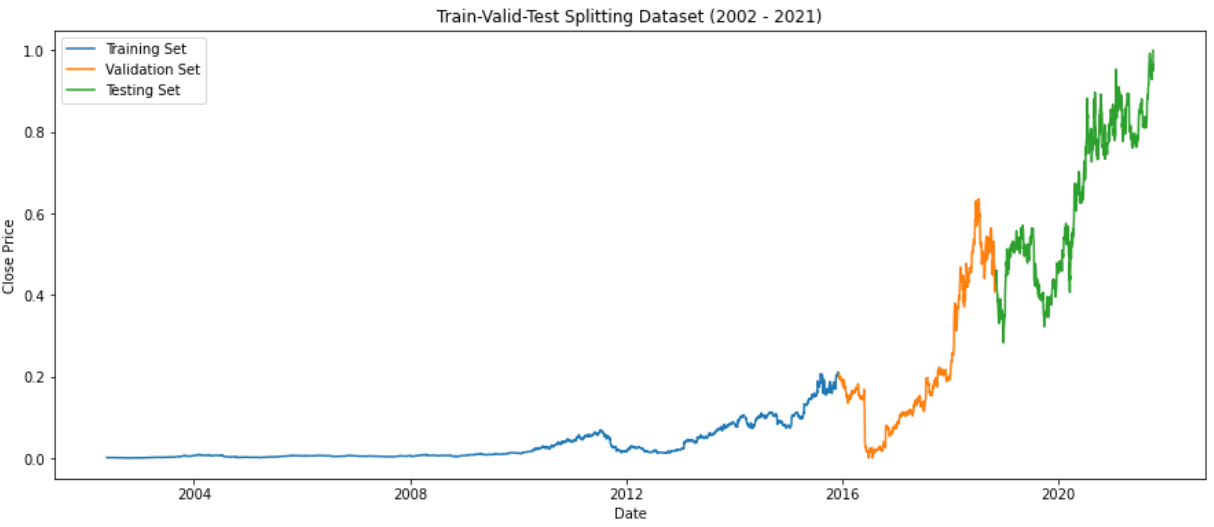 Train-Valid-Test Splitting Dataset (2002 - 2021)
Training Set
Validation Set
Testing Set
1.0
0.8
0.6
0.4
0.2
0.0
Close Price
2004 2008 2012 2016 2020
Date